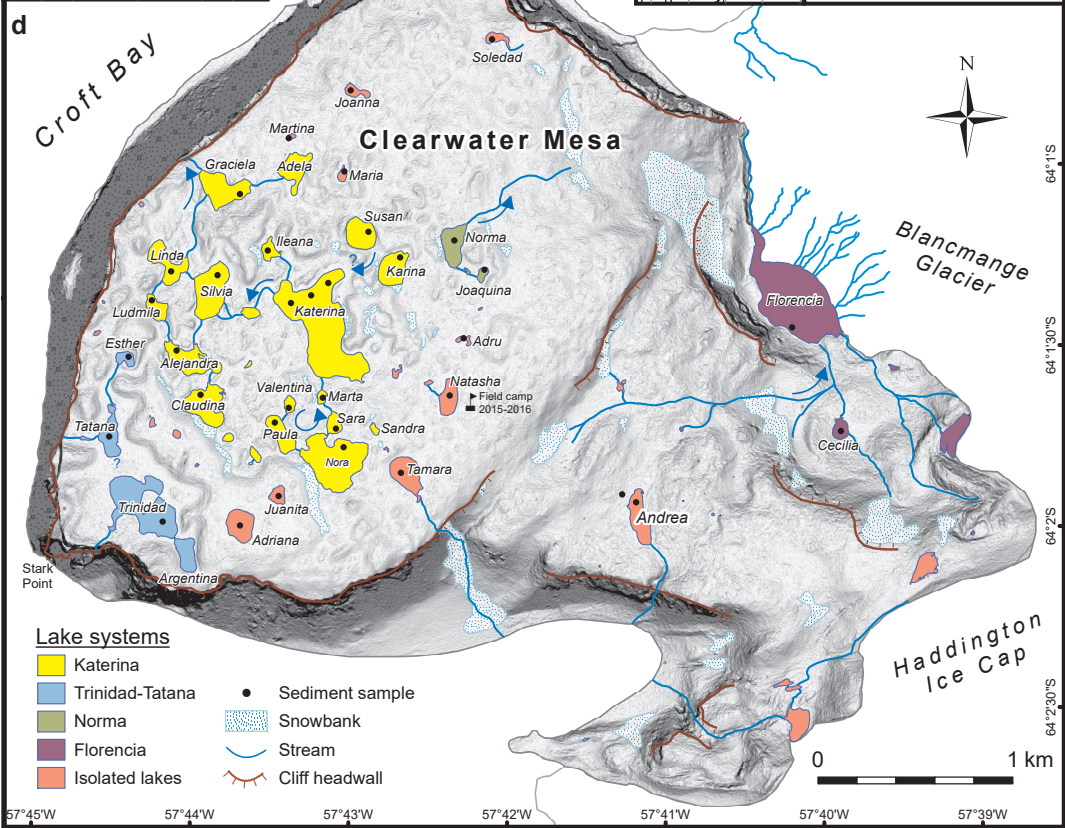 d
Croft Bay
Soledad
Joanna
N
Martina
Clearwater Mesa
Graciela
Adela
Maria
64°1'S
Susan
Ileana
Norma
Linda
?
Karina
Blancmange
Glacier
Silvia
Joaquina
Ludmila
Katerina
Florencia
Esther
Adru
64°1'30"S
Alejandra
Valentina
Marta
Natasha
Field camp
2015-2016
Claudina
Tatana
Paula
Sara
Sandra
Cecilia
?
Nora
Tamara
Trinidad
Juanita
Adriana
Andrea
64°2'S
Stark
Point
Argentina
Haddington
Ice Cap
Lake systems
Katerina
Trinidad-Tatana
Norma
Florencia
Isolated lakes
Sediment sample
Snowbank
Stream
Cliff headwall
64°2'30"S
0
1 km
57°45'W
57°44'W
57°43'W
57°42'W
57°41'W
57°40'W
57°39'W